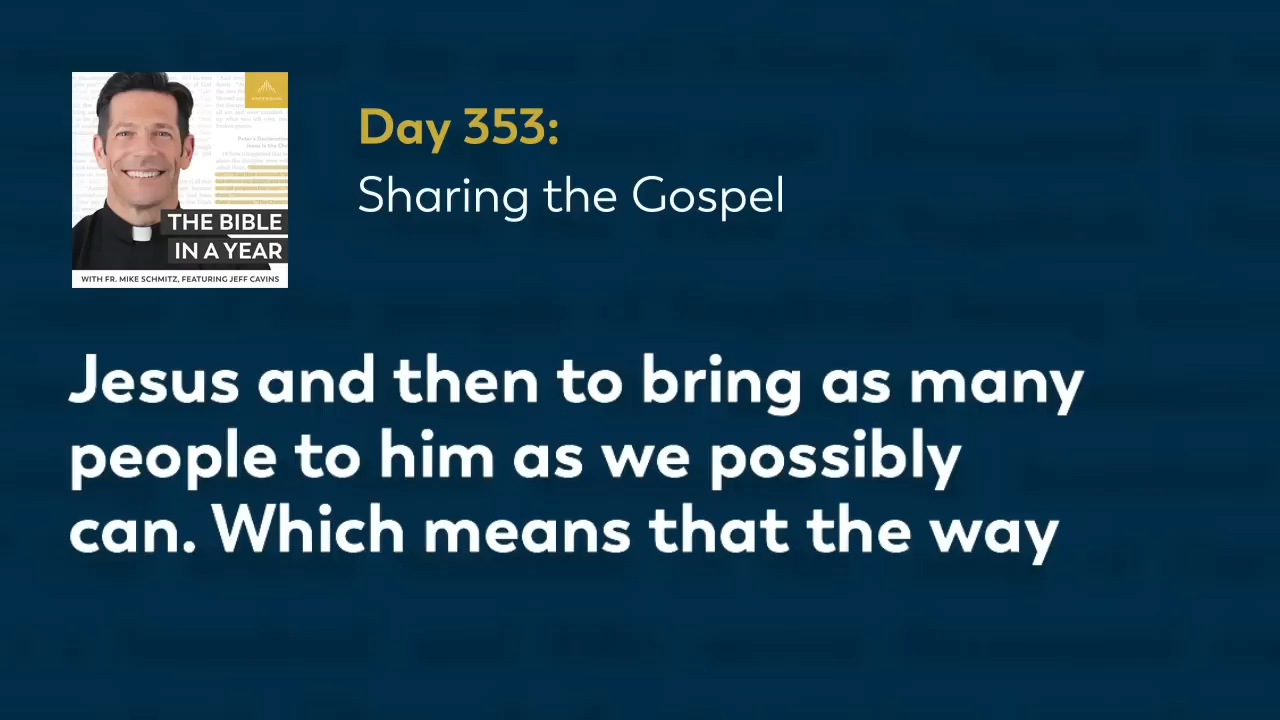 THE BIBLE
IN A YEAR
WITH FR. MIKE SCHMITZ, FEATURING JEFF CAVINS
Day 353:
Sharing the Gospel
Jesus and then to bring as many
people to him as we possibly
can. Which means that the way